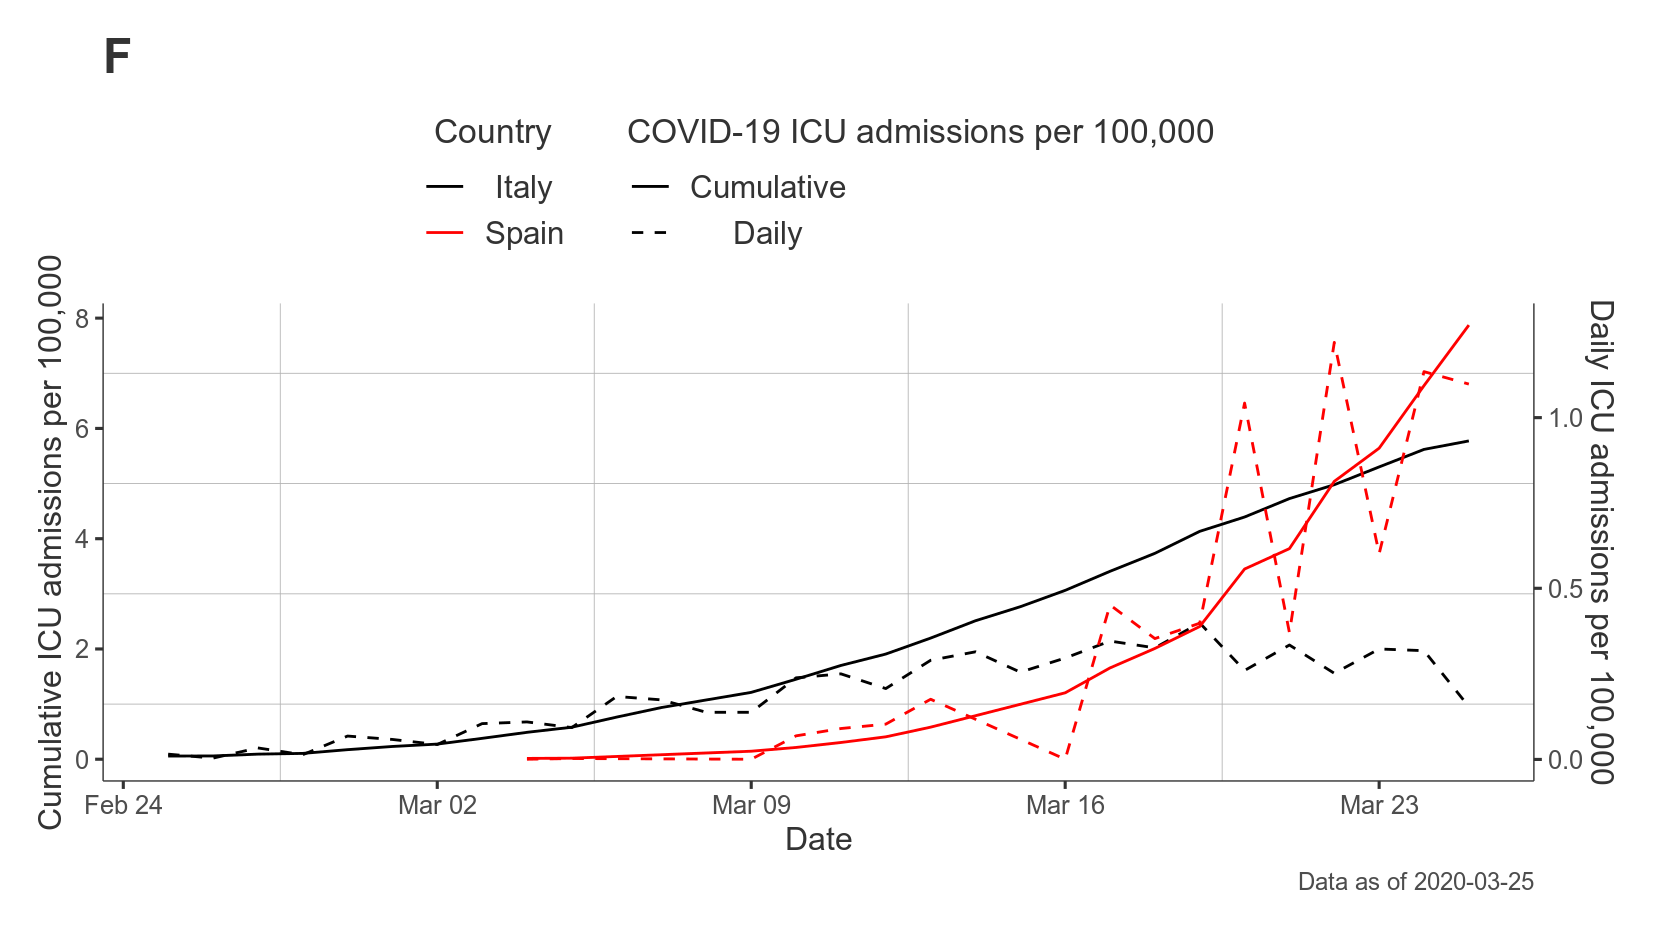 F
Country COVID-19 ICU admissions per 100,000
Italy Cumulative
Spain Daily
Cumulative ICU admissions per 100,000
8
6
4
2
0
Daily ICU admissions per 100,000
1.0
0.5
0.0
Feb 24 Mar 02 Mar 09 Mar 16 Mar 23
Date
Data as of 2020-03-25